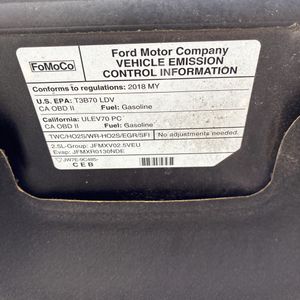 FoMoCo
Ford Motor Company
VEHICLE EMISSION
CONTROL INFORMATION
Conforms to regulations: 2018 MY
U.S. EPA: T3B70 LDV
CA OBD II Fuel: Gasoline
California: ULEV70 PC
CA OBD II Fuel: Gasoline
TWC/HO2S/WR-HO2S/EGR/SFI No adjustments needed.
2.5L-Group: JFMXV02.5VEU
Evap: JFMXR0130NDE
JW7E-9C485-
CEB